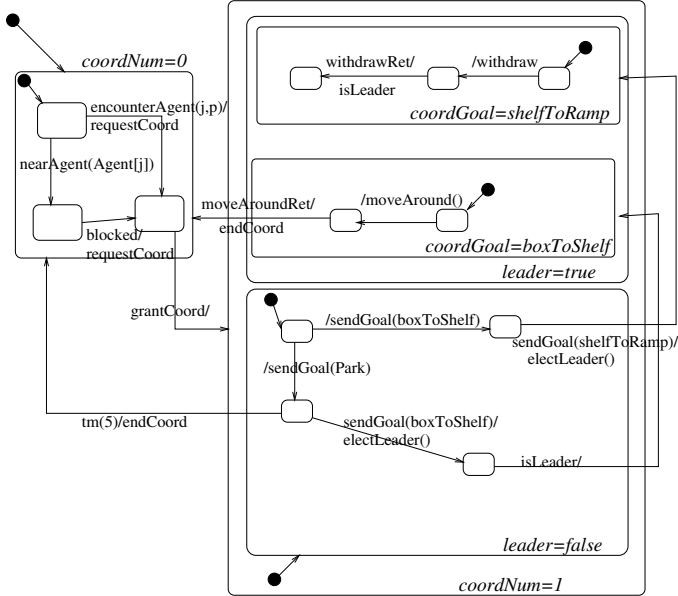 coordNum=0
encounterAgent(j,p)/
requestCoord
nearAgent(Agent[j])
blocked/
requestCoord
grantCoord/
withdrawRet/
isLeader
/withdraw
coordGoal=shelfToRamp
moveAroundRet/
endCoord
/moveAround()
coordGoal=boxToShelf
leader=true
/sendGoal(boxToShelf)
sendGoal(shelfToRamp)/
electLeader()
/sendGoal(Park)
tm(5)/endCoord
sendGoal(boxToShelf)/
electLeader()
isLeader/
leader=false
coordNum=1